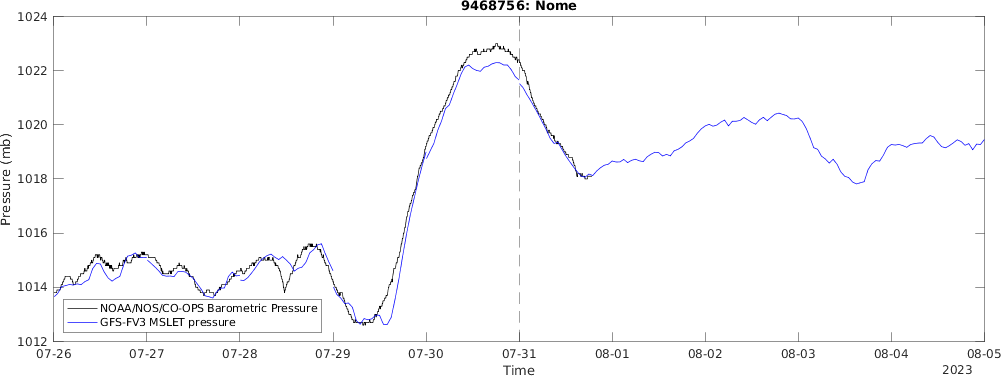 9468756: Nome
1024
1022
1020
1018
1016
1014
1012
Pressure (mb)
NOAA/NOS/CO-OPS Barometric Pressure
GFS-FV3 MSLET pressure
07-26 07-27 07-28 07-29 07-30 07-31 08-01 08-02 08-03 08-04 08-05
Time
2023